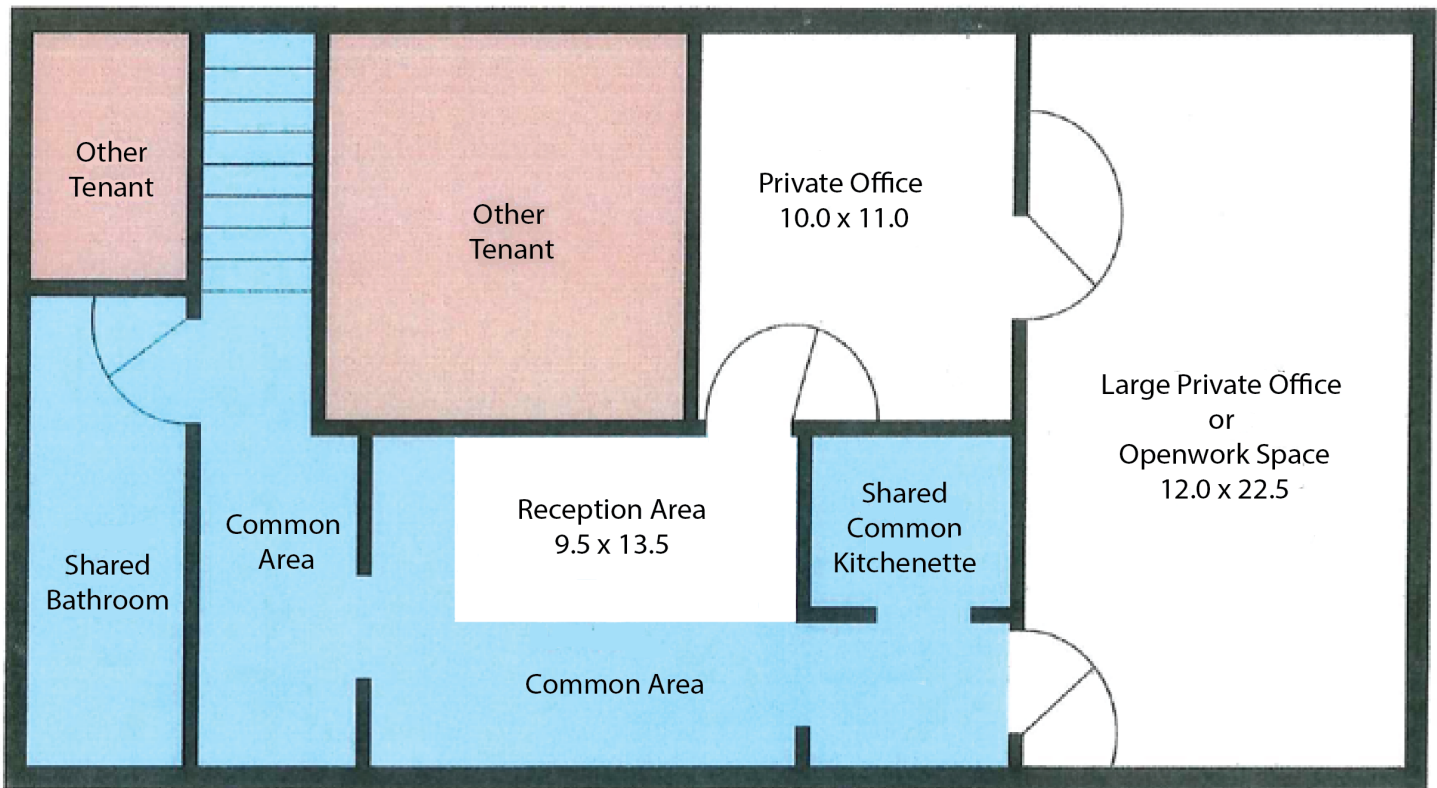 Other
Tenant
Other
Tenant
Private Office
10.0 x 11.0
Large Private Office
or
Openwork Space
12.0 x 22.5
Reception Area
9.5 x 13.5
Shared
Common
Kitchenette
Common
Area
Shared
Bathroom
Common Area